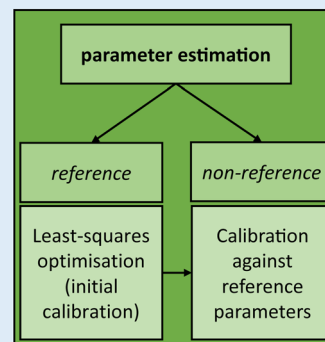 parameter estimation
reference
non-reference
Least-squares
optimisation
(initial
calibration)
Calibration
against
reference
parameters